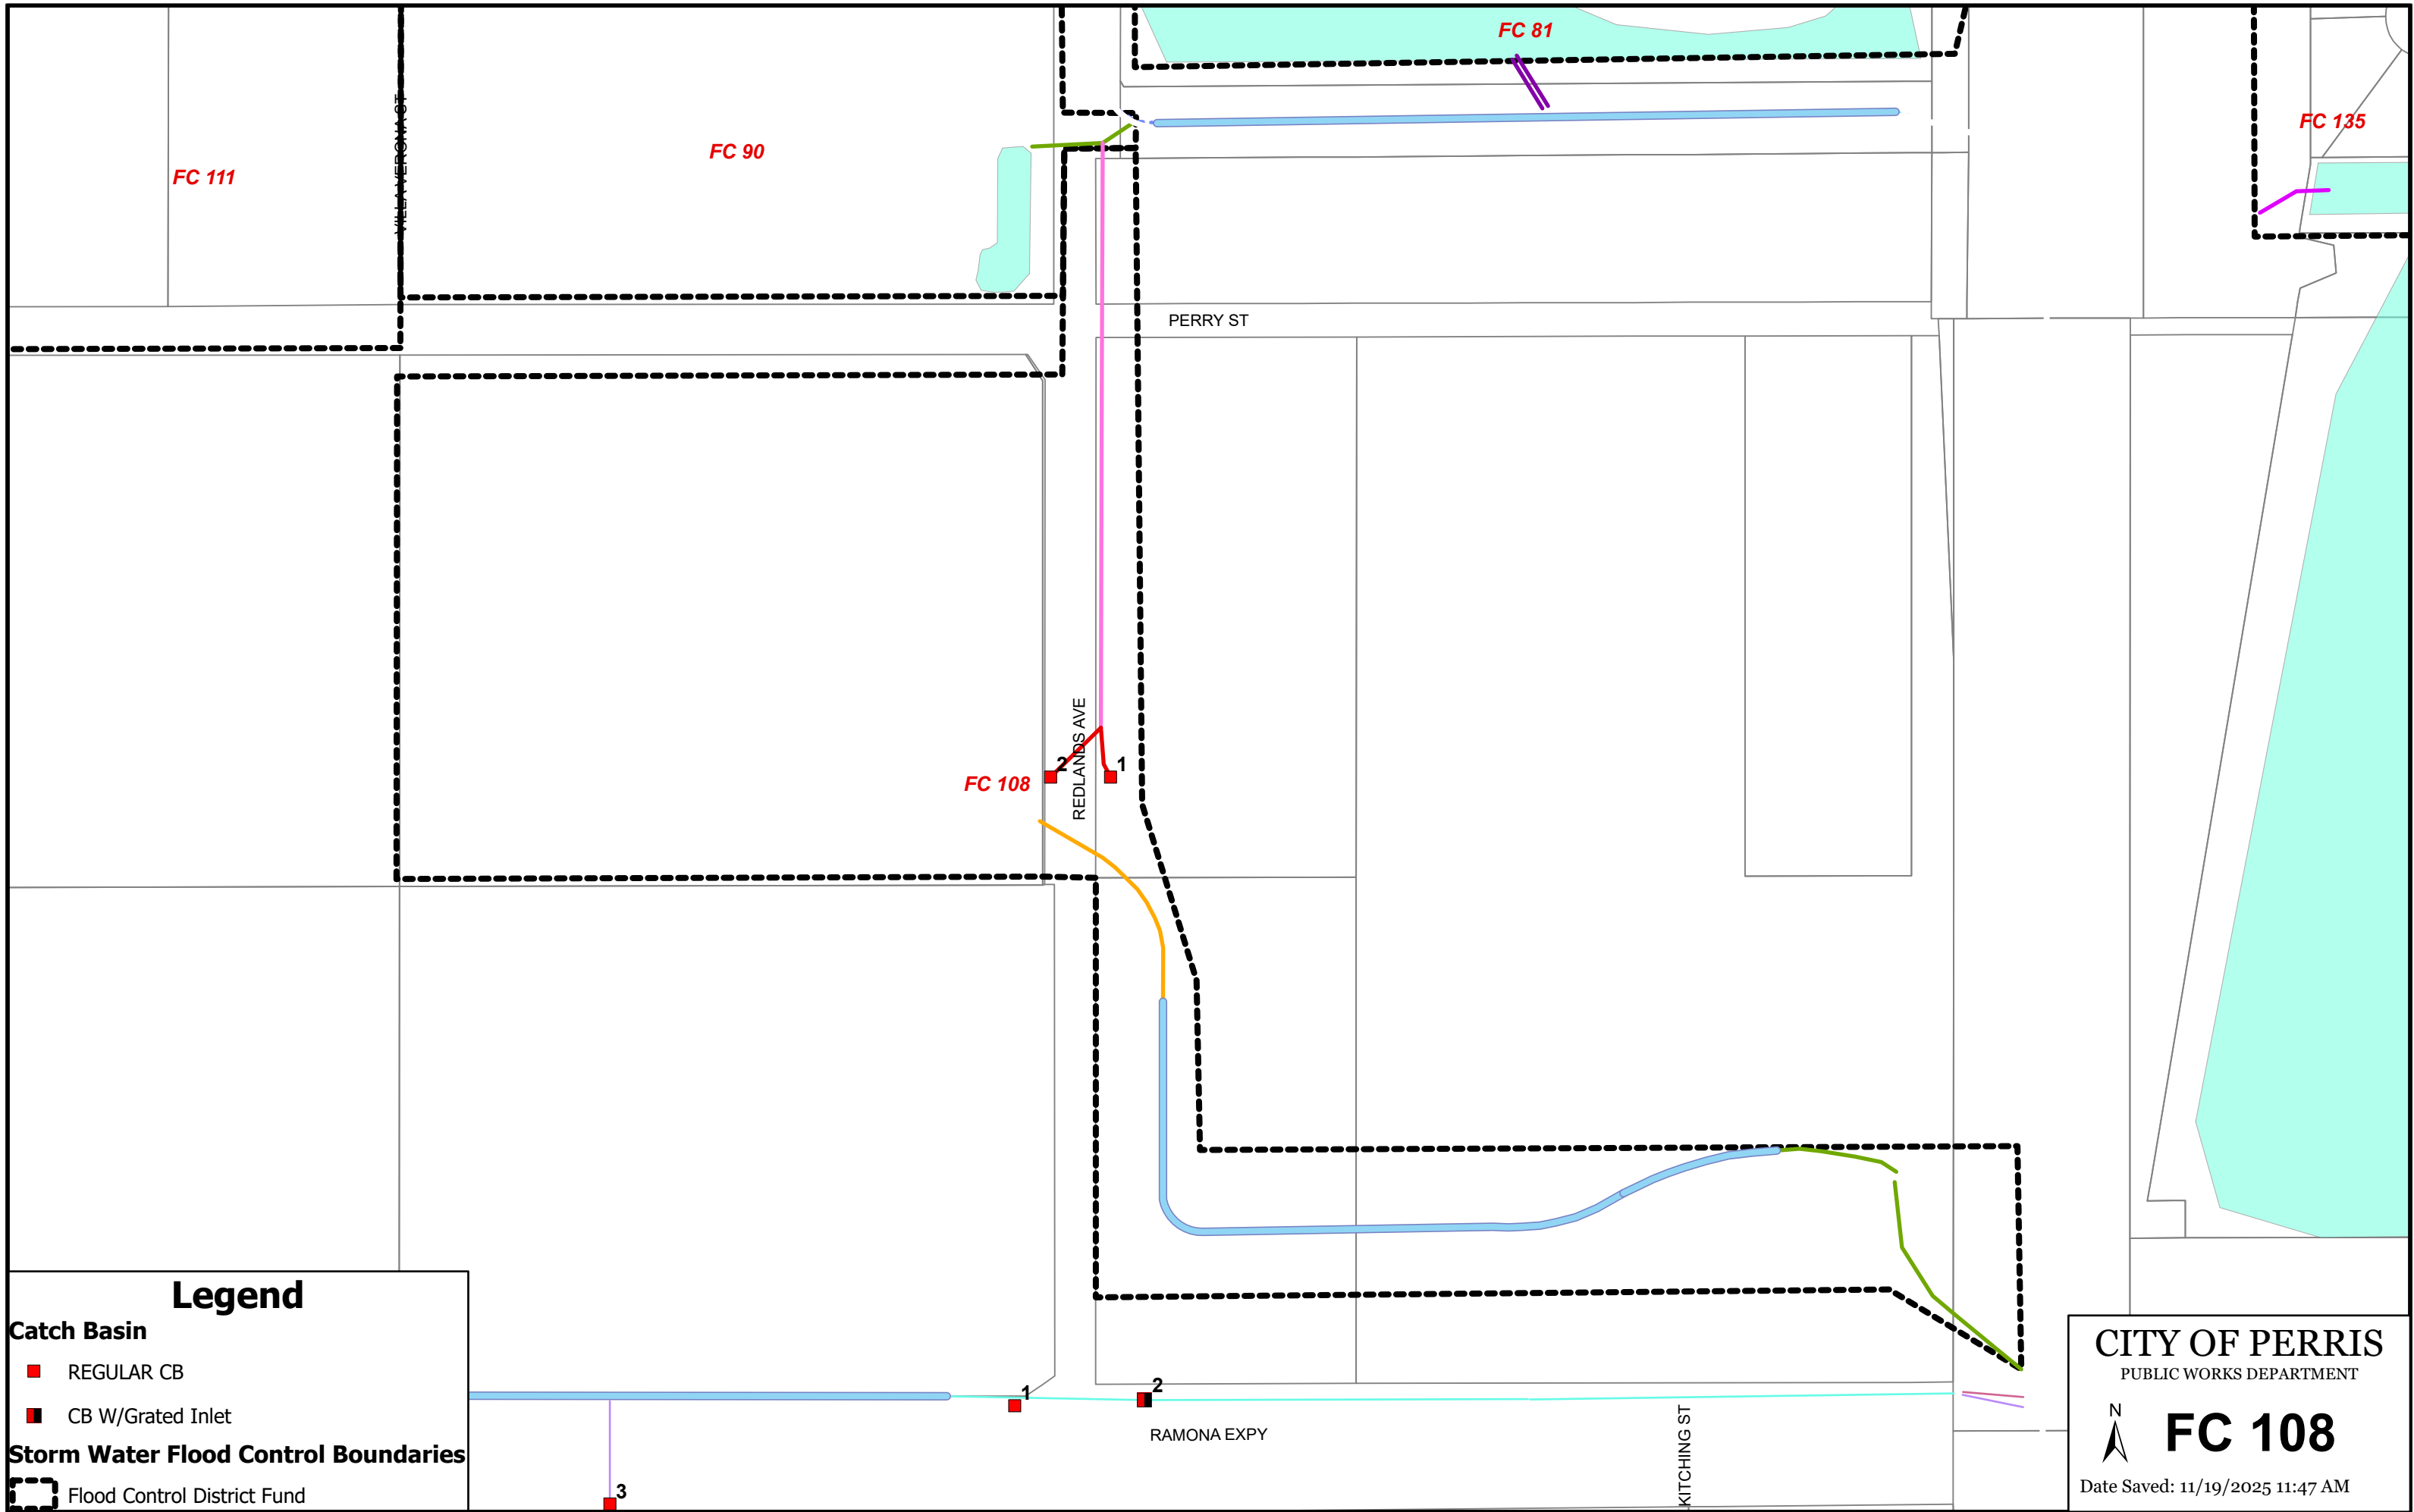 FC 81
FC 135
FC 90
FC 111
VILLA VERONA ST
PERRY ST
REDLANDS AVE
2
1
FC 108
Legend
Catch Basin
REGULAR CB
CB W/Grated Inlet
Storm Water Flood Control Boundaries
Flood Control District Fund
1
2
RAMONA EXPY
KITCHING ST
3
CITY OF PERRIS
PUBLIC WORKS DEPARTMENT
N
FC 108
Date Saved: 11/19/2025 11:47 AM